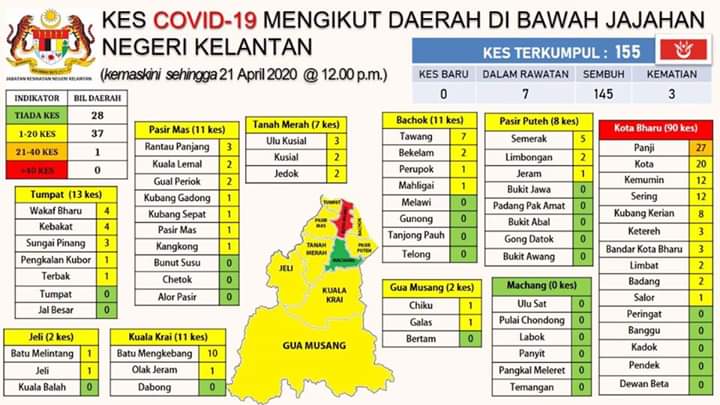 KES COVID-19 MENGIKUT DAERAH DI BAWAH JAJAHAN
NEGERI KELANTAN
JABATAN KESIHATAN NEGERI KELANTAN
(kemaskini sehingga 21 April 2020 @ 12.00 p.m.)
KES TERKUMPUL : 155
KES BARU DALAM RAWATAN SEMBUH KEMATIAN
0 7 145 3
INDIKATOR BIL DAERAH
TIADA KES 28
1-20 KES 37
21-40 KES 1
>40 KES 0
Tumpat (13 kes)
Wakaf Bharu 4
Kebakat 4
Sungai Pinang 3
Pengkalan Kubor 1
Terbak 1
Tumpat 0
Jal Besar 0
Jeli (2 kes)
Batu Melintang 1
Jeli 1
Kuala Balah 0
Pasir Mas (11 kes)
Rantau Panjang 3
Kuala Lemal 2
Gual Periok 2
Kubang Gadong 1
Kubang Sepat 1
Pasir Mas 1
Kangkong 1
Bunut Susu 0
Chetok 0
Alor Pasir 0
Kuala Krai (11 kes)
Batu Mengkebang 10
Olak Jeram 1
Dabong 0
Tanah Merah (7 kes)
Ulu Kusial 3
Kusial 2
Jedok 2
TUMPAT
PASIR MAS
BACHOK
TANAH MERAH
PASIR PUTEH
MACHANG
JELI
KUALA KRAI
GUA MUSANG
Bachok (11 kes)
Tawang 7
Bekelam 2
Perupok 1
Mahligai 1
Melawi 0
Gunong 0
Tanjong Pauh 0
Telong 0
Gua Musang (2 kes)
Chiku 1
Galas 1
Bertam 0
Pasir Puteh (8 kes)
Semerak 5
Limbongan 2
Jeram 1
Bukit Jawa 0
Padang Pak Amat 0
Bukit Abal 0
Gong Datok 0
Bukit Awang 0
Machang (0 kes)
Ulu Sat 0
Pulai Chondong 0
Labok 0
Panyit 0
Pangkal Meleret 0
Temangan 0
Kota Bharu (90 kes)
Panji 27
Kota 20
Kemumin 12
Sering 12
Kubang Kerian 8
Ketereh 3
Bandar Kota Bharu 3
Limbat 2
Badang 2
Salor 1
Peringat 0
Banggu 0
Kadok 0
Pendek 0
Dewan Beta 0